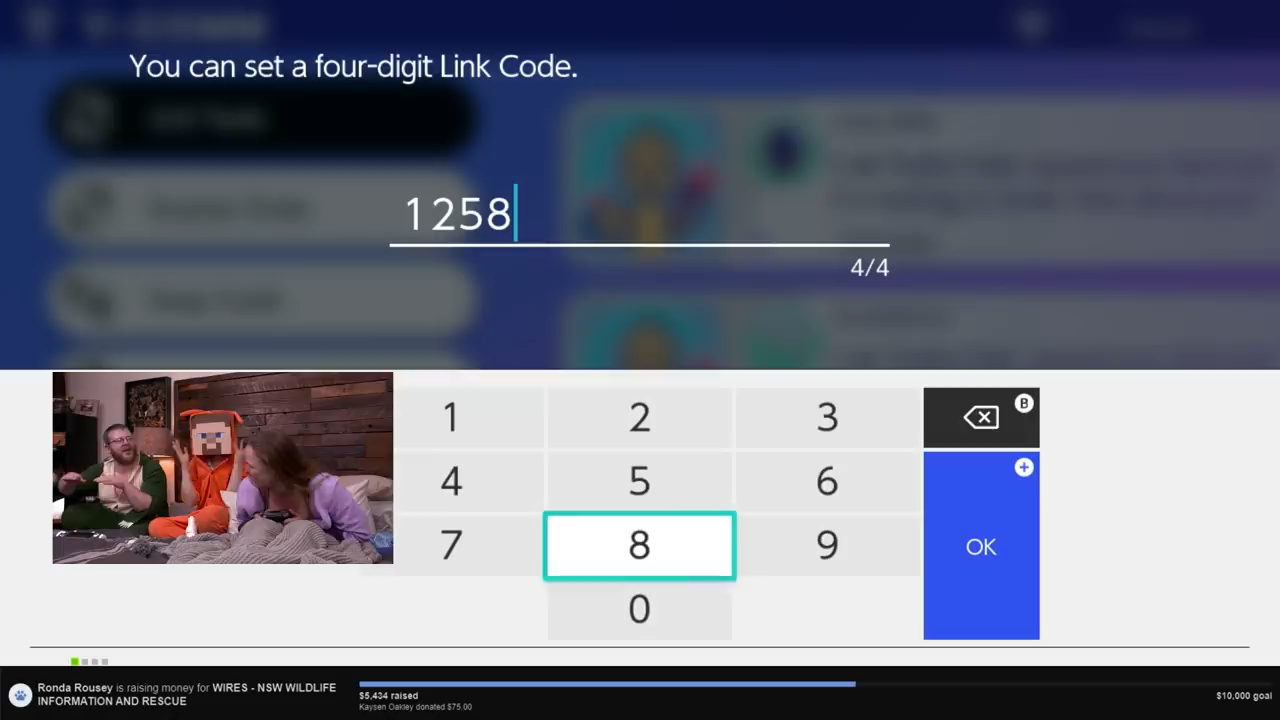 You can set a four-digit Link Code.
1258
4/4
1 2 3 B
4 5 6 +
7 8 9 OK
0
Ronda Rousey is raising money for WIRES - NSW WILDLIFE
INFORMATION AND RESCUE
$5,434 raised
$10,000 goal
Kaysen Oakley donated $75.00